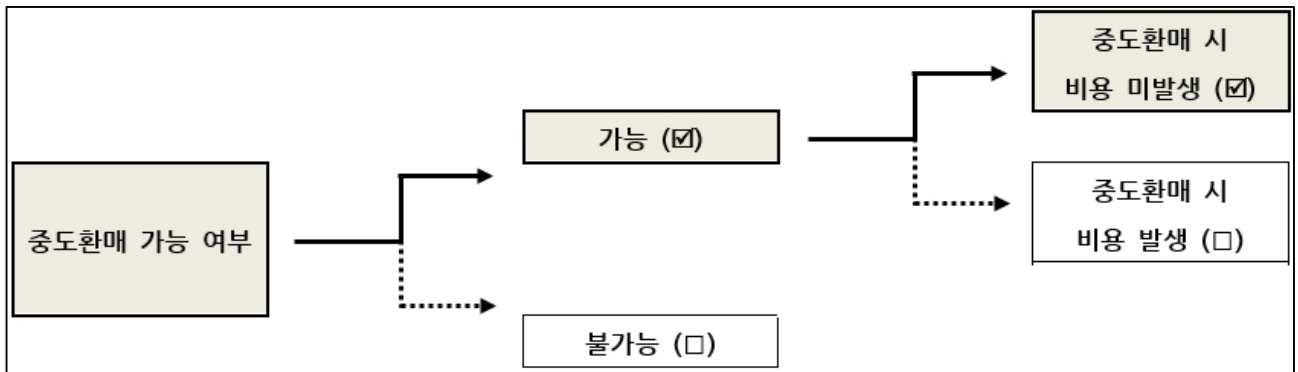 중도환매 가능 여부
가능 (☑)
불가능 (□)
중도환매 시
비용 미발생 (☑)
중도환매 시
비용 발생 (□)